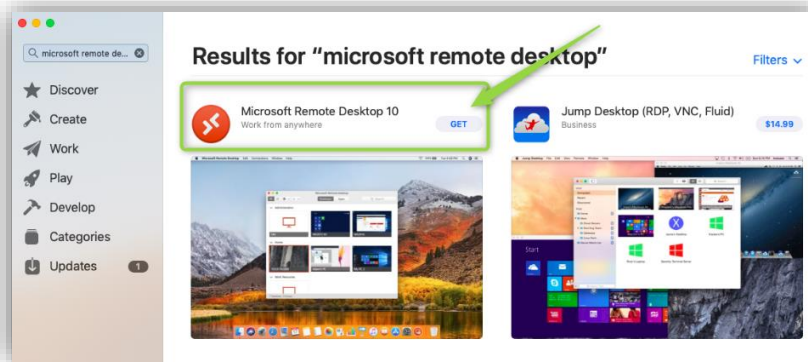 microsoft remote de...
Results for “microsoft remote desktop”
Filters
Discover
Create
Work
Play
Develop
Categories
Updates 1
Microsoft Remote Desktop 10
Work from anywhere
GET
Jump Desktop (RDP, VNC, Fluid)
Business
$14.99
Start